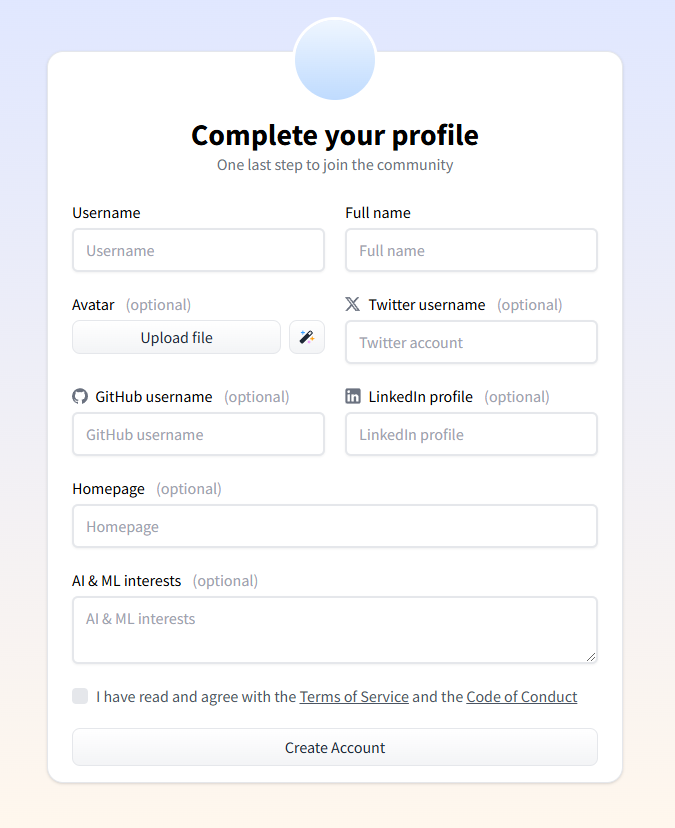 Complete your profile
One last step to join the community
Username
Full name
Username
Full name
Avatar (optional)
Twitter username (optional)
Upload file
Twitter account
GitHub username (optional)
LinkedIn profile (optional)
GitHub username
LinkedIn profile
Homepage (optional)
Homepage
AI & ML interests (optional)
AI & ML interests
I have read and agree with the Terms of Service and the Code of Conduct
Create Account